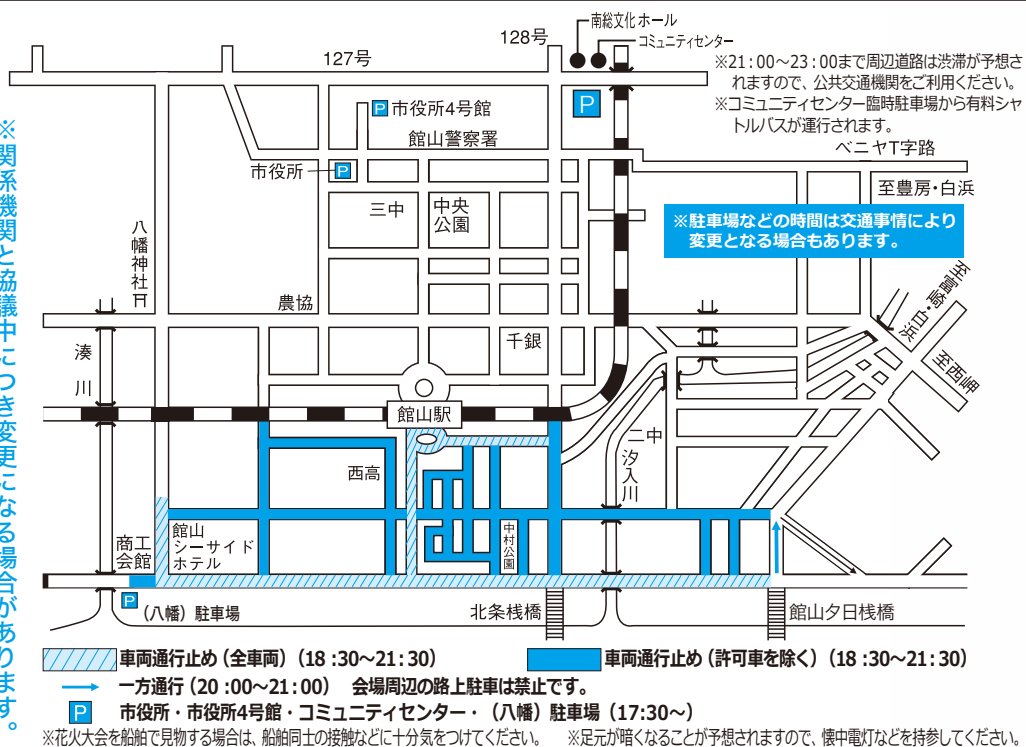 南総文化ホール
コミュニティセンター
128号
127号
※21:00〜23:00まで周辺道路は渋滞が予想さ
れますので、公共交通機関をご利用ください。
※コミュニティセンター臨時駐車場から有料シャ
トルバスが運行されます。
P
P 市役所4号館
館山警察署
ベニヤT字路
市役所
P
至豊房・白浜
三中
中央
公園
※駐車場などの時間は交通事情により
変更となる場合もあります。
※関係機関と協議中につき変更になる場合があります。
八幡神社
至富崎・白浜
農協
千銀
湊川
至西岬
館山駅
二中
汐入川
西高
中村公園
館山
シーサイド
ホテル
商工
会館
P
(八幡)駐車場
北条桟橋
館山夕日桟橋
車両通行止め(全車両)(18:30〜21:30)
車両通行止め(許可車を除く)(18:30〜21:30)
一方通行(20:00〜21:00) 会場周辺の路上駐車は禁止です。
P 市役所・市役所4号館・コミュニティセンター・(八幡)駐車場(17:30〜)
※花火大会を船舶で見物する場合は、船舶同士の接触などに十分気をつけてください。 ※足元が暗くなることが予想されますので、懐中電灯などを持参してください。